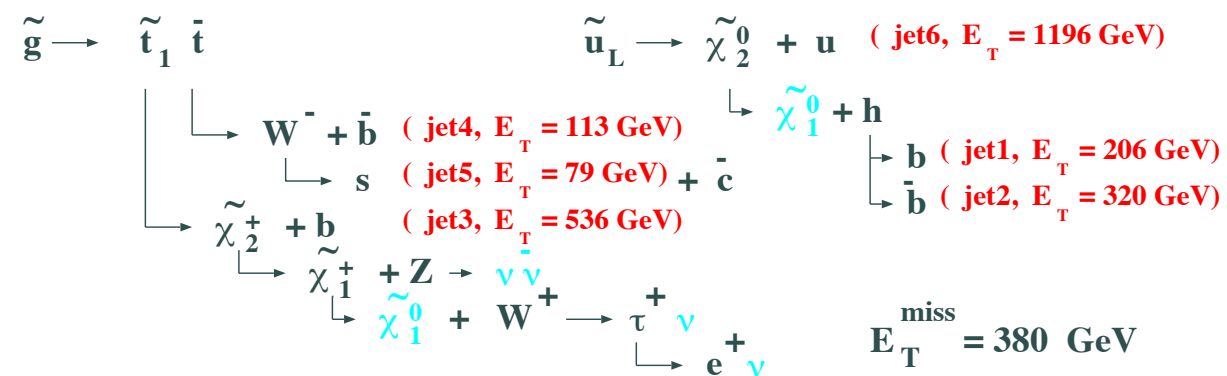 g̃ → t̃₁ t̄ ũ_L → χ̃⁰₂ + u ( jet6, E_T = 1196 GeV)
χ̃⁰₁ + h
W⁻ + b̄ ( jet4, E_T = 113 GeV)
b ( jet1, E_T = 206 GeV)
s ( jet5, E_T = 79 GeV) + c̄
b̄ ( jet2, E_T = 320 GeV)
χ̃⁺₂ + b ( jet3, E_T = 536 GeV)
χ̃⁺₁ + Z → ν ν̄
χ̃⁰₁ + W⁺ → τ⁺ ν
e⁺ ν
E_T^miss = 380 GeV